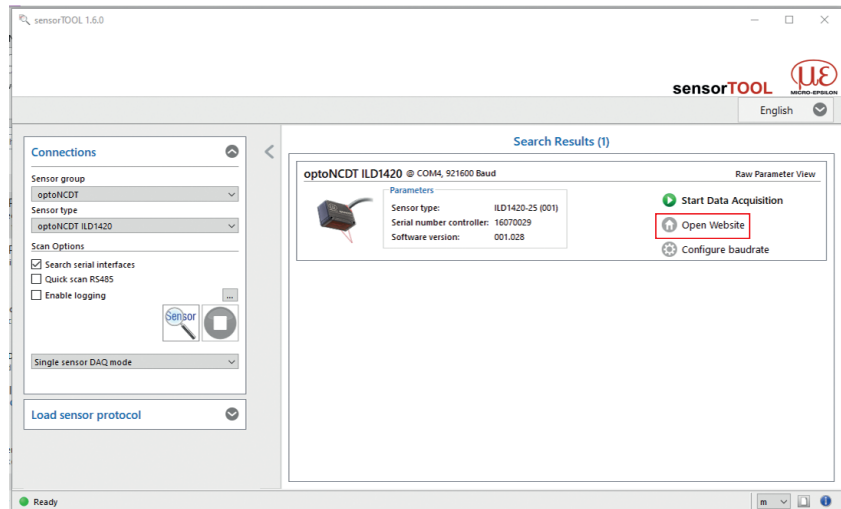 sensorTOOL 1.6.0
sensorTOOL
με
MICRO-EPSILON
English
Connections
Sensor group
optoNCDT
Sensor type
optoNCDT ILD1420
Scan Options
Search serial interfaces
Quick scan RS485
Enable logging
...
Sensor
Single sensor DAQ mode
Load sensor protocol
Search Results (1)
optoNCDT ILD1420 @ COM4, 921600 Baud
Raw Parameter View
Parameters
Sensor type: ILD1420-25 (001)
Serial number controller: 16070029
Software version: 001.028
Start Data Acquisition
Open Website
Configure baudrate
Ready
m